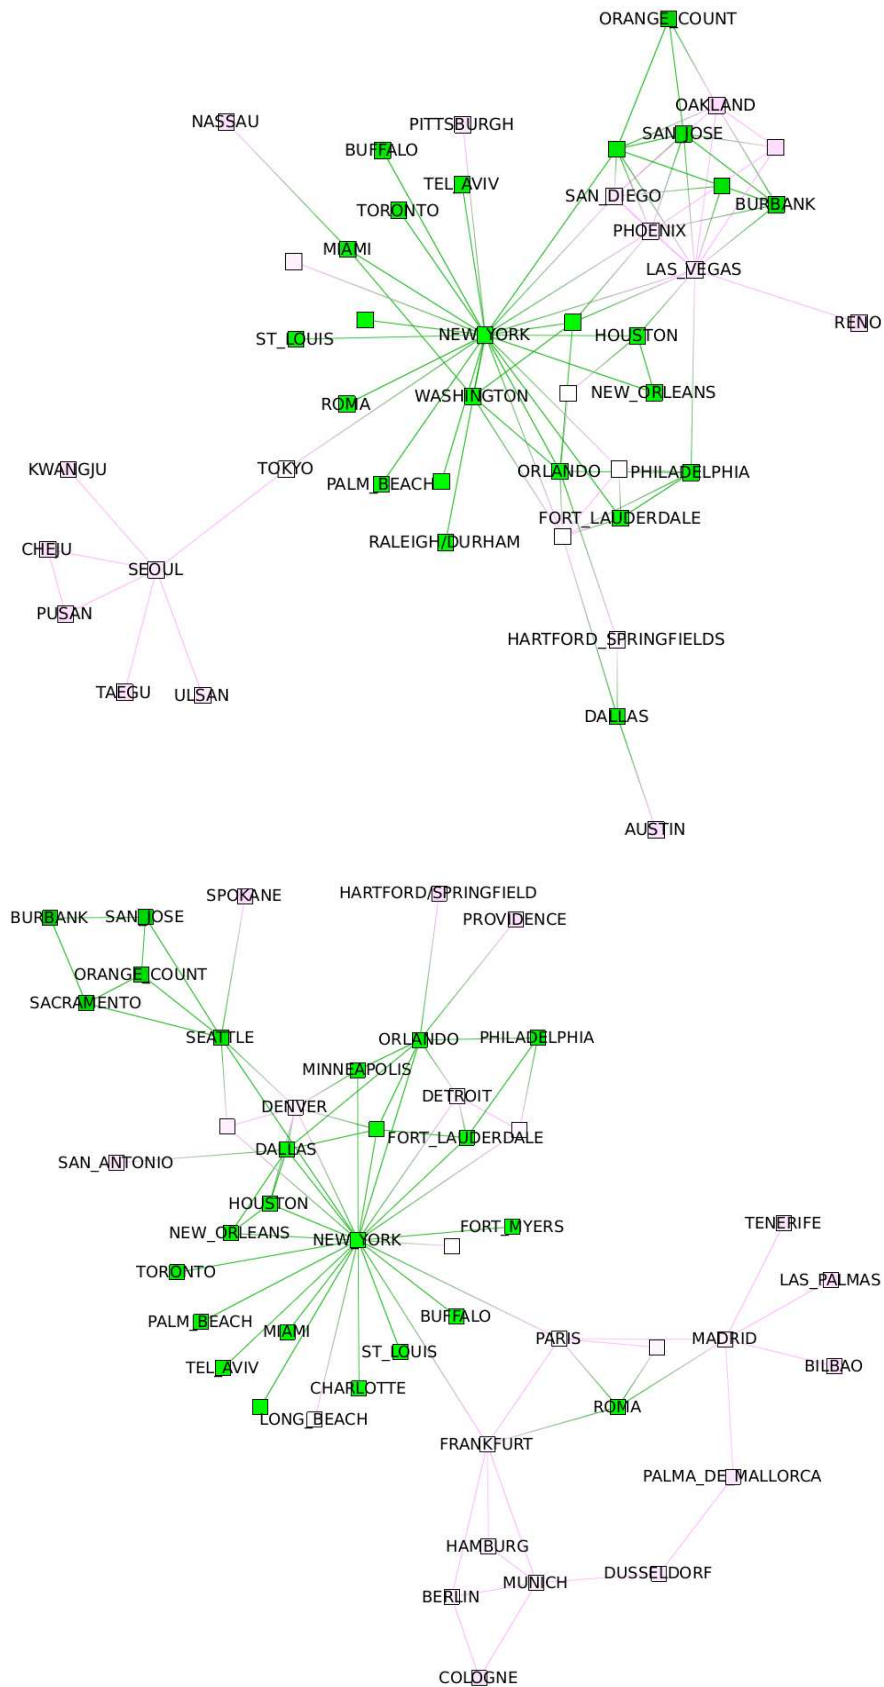 ORANGE_COUNT
OAKLAND
NASSAU
PITTSBURGH
SAN_JOSE
BUFFALO
TEL_AVIV
SAN_DIEGO
BURBANK
TORONTO
PHOENIX
MIAMI
LAS_VEGAS
RENO
ST_LOUIS
NEW_YORK
HOUSTON
ROMA
WASHINGTON
NEW_ORLEANS
KWANGJU
TOKYO
ORLANDO
PHILADELPHIA
PALM_BEACH
FORT_LAUDERDALE
RALEIGH/DURHAM
CHEJU
SEOUL
PUSAN
HARTFORD_SPRINGFIELDS
TAEGU
ULSAN
DALLAS
AUSTIN
SPOKANE
HARTFORD/SPRINGFIELD
BURBANK
SAN_JOSE
PROVIDENCE
ORANGE_COUNT
SACRAMENTO
SEATTLE
ORLANDO
PHILADELPHIA
MINNEAPOLIS
DENVER
DETROIT
FORT_LAUDERDALE
DALLAS
SAN_ANTONIO
HOUSTON
NEW_ORLEANS
NEW_YORK
FORT_MYERS
TENERIFE
TORONTO
LAS_PALMAS
PALM_BEACH
MIAMI
BUFFALO
PARIS
MADRID
ST_LOUIS
TEL_AVIV
BILBAO
CHARLOTTE
LONG_BEACH
ROMA
FRANKFURT
PALMA_DE_MALLORCA
HAMBURG
DUSSELDORF
MUNICH
BERLIN
COLOGNE